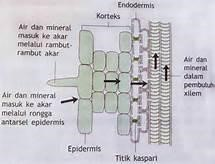 Endodermis
Korteks
Air dan mineral
masuk ke akar
melalui rambut-
rambut akar
Air dan mineral
masuk ke akar
melalui rongga
antarsel epidermis
Air dan
mineral
dalam
pembuluh
xilem
Epidermis
Titik kaspari